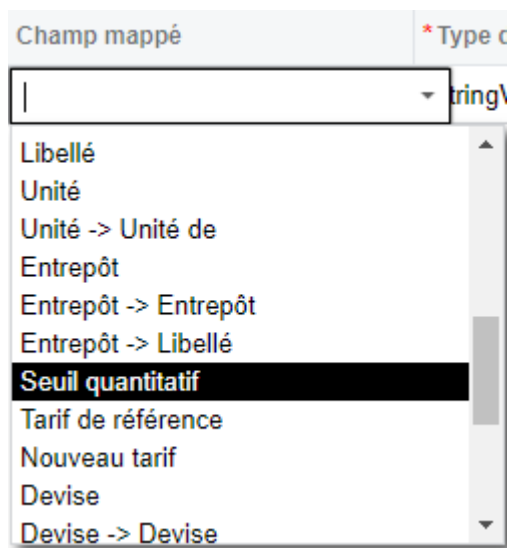 Champ mappé * Type
Libellé
Unité
Unité -> Unité de
Entrepôt
Entrepôt -> Entrepôt
Entrepôt -> Libellé
Seuil quantitatif
Tarif de référence
Nouveau tarif
Devise
Devise -> Devise